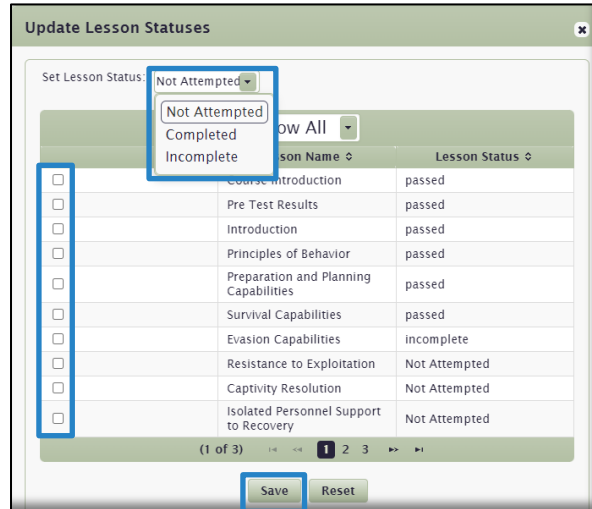 Update Lesson Statuses
Set Lesson Status: Not Attempted
Not Attempted
Completed
Incomplete
All
Name
Lesson Status
Course Introduction passed
Pre Test Results passed
Introduction passed
Principles of Behavior passed
Preparation and Planning
Capabilities
passed
Survival Capabilities passed
Evasion Capabilities incomplete
Resistance to Exploitation Not Attempted
Captivity Resolution Not Attempted
Isolated Personnel Support
to Recovery
Not Attempted
(1 of 3) 1 2 3
Save Reset